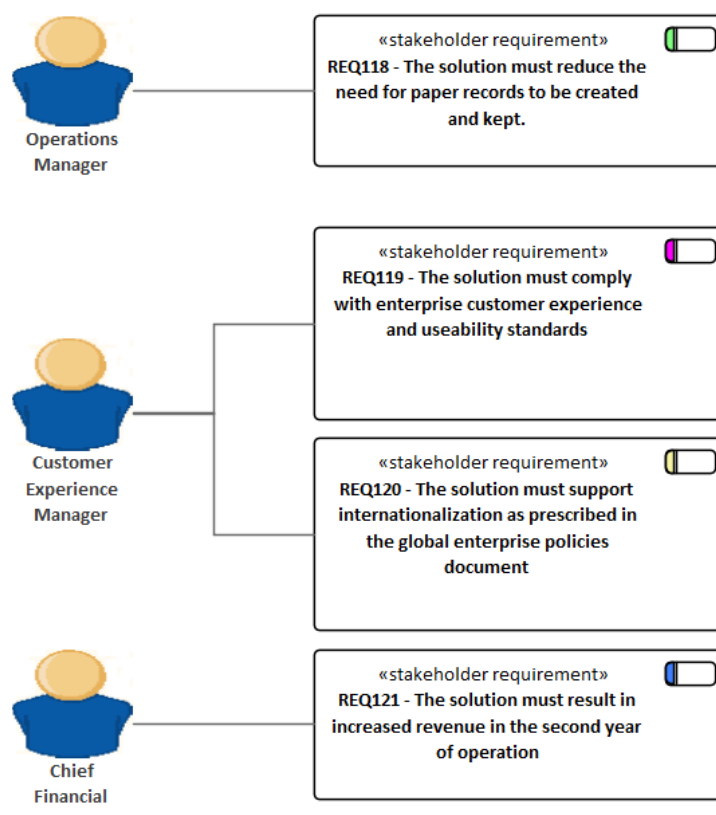 «stakeholder requirement»
REQ118 - The solution must reduce the
need for paper records to be created
and kept.
Operations
Manager
«stakeholder requirement»
REQ119 - The solution must comply
with enterprise customer experience
and useability standards
Customer
Experience
Manager
«stakeholder requirement»
REQ120 - The solution must support
internationalization as prescribed in
the global enterprise policies
document
«stakeholder requirement»
REQ121 - The solution must result in
increased revenue in the second year
of operation
Chief
Financial